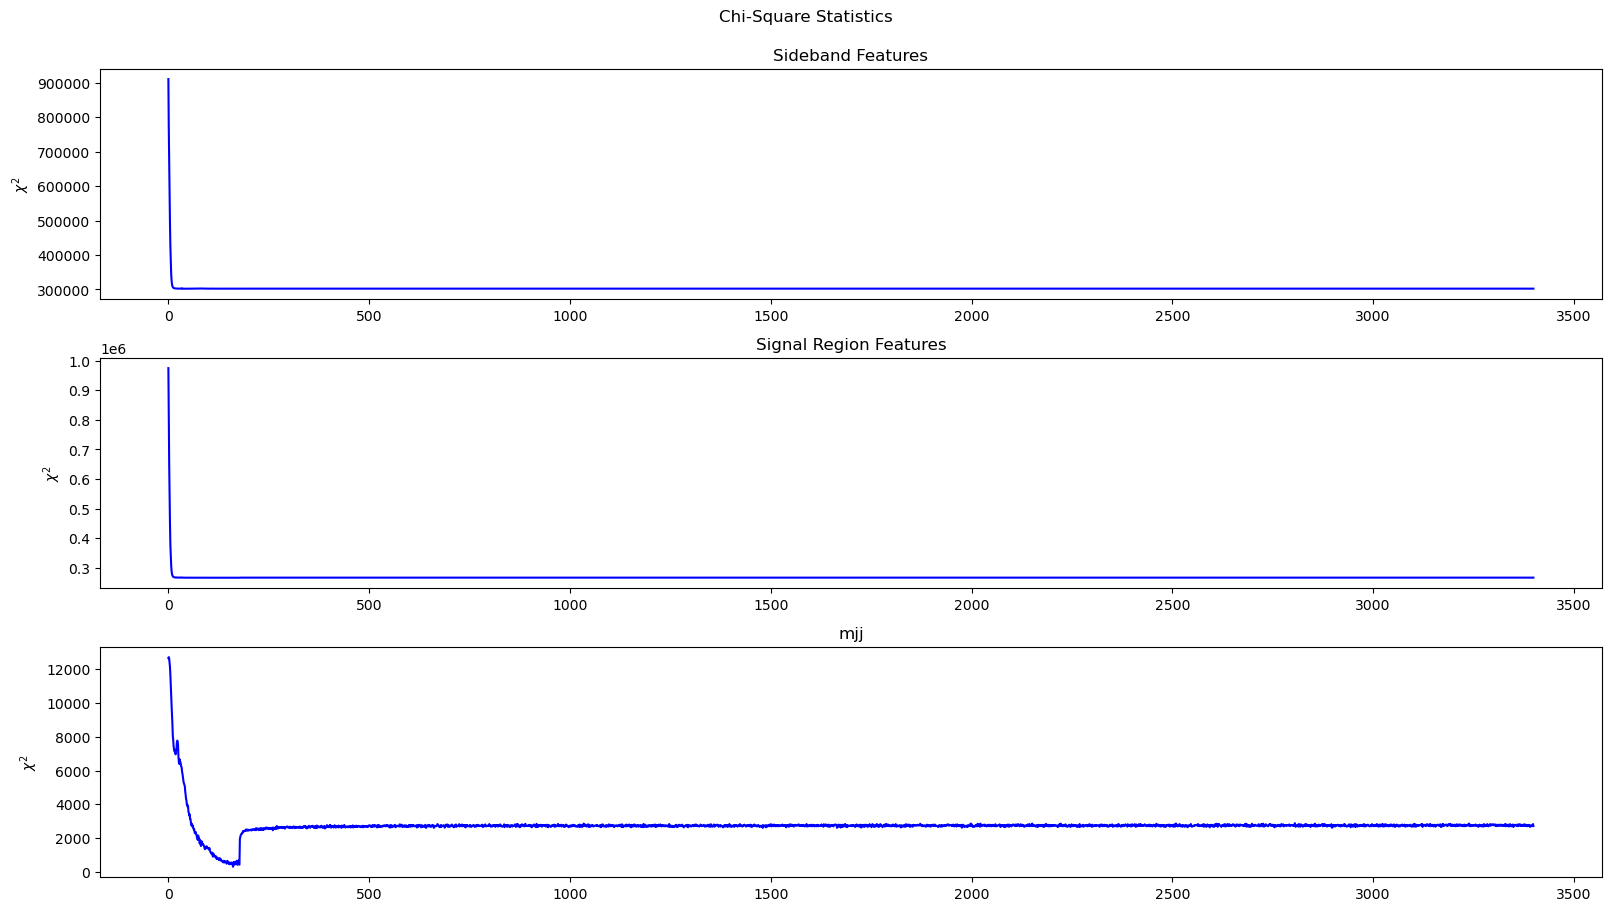 Chi-Square Statistics
Sideband Features
900000
800000
700000
600000
500000
400000
300000
χ²
0 500 1000 1500 2000 2500 3000 3500
Signal Region Features
1e6
1.0
0.9
0.8
0.7
0.6
0.5
0.4
0.3
χ²
0 500 1000 1500 2000 2500 3000 3500
mjj
12000
10000
8000
6000
4000
2000
0
χ²
0 500 1000 1500 2000 2500 3000 3500